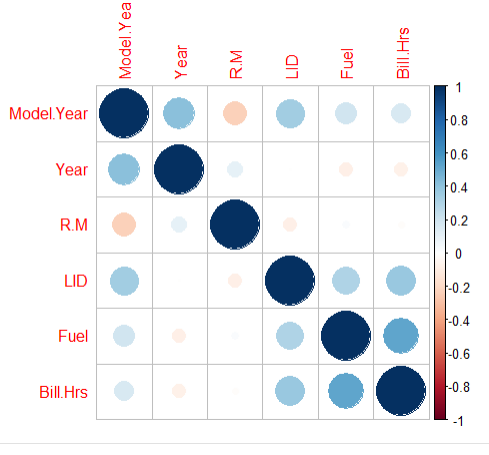 Model.Yea
Year
R.M
LID
Fuel
Bill.Hrs
Model.Year
Year
R.M
LID
Fuel
Bill.Hrs
1
0.8
0.6
0.4
0.2
0
-0.2
-0.4
-0.6
-0.8
-1